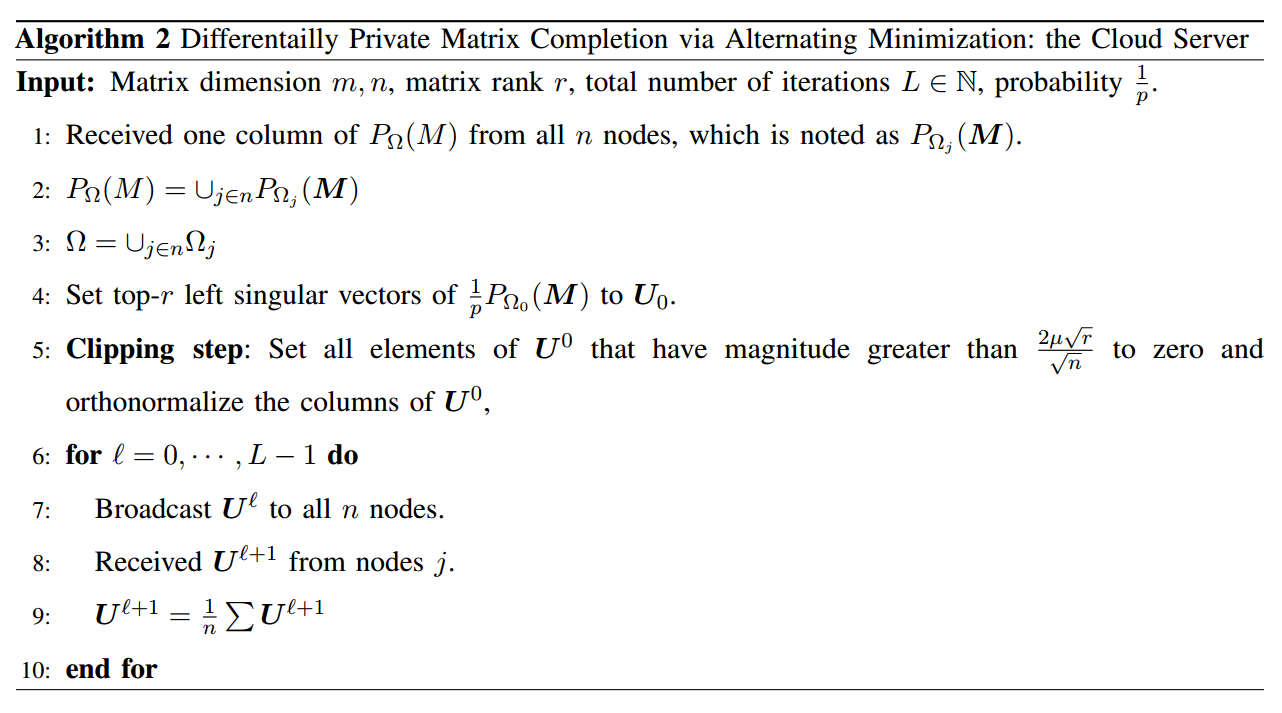 Algorithm 2 Differentailly Private Matrix Completion via Alternating Minimization: the Cloud Server
Input: Matrix dimension $m, n$, matrix rank $r$, total number of iterations $L \in \mathbb{N}$, probability $\frac{1}{p}$.
1: Received one column of $P_\Omega(M)$ from all $n$ nodes, which is noted as $P_{\Omega_j}(\boldsymbol{M})$.
2: $P_\Omega(M) = \cup_{j \in n} P_{\Omega_j}(\boldsymbol{M})$
3: $\Omega = \cup_{j \in n} \Omega_j$
4: Set top-$r$ left singular vectors of $\frac{1}{p} P_{\Omega_0}(\boldsymbol{M})$ to $\boldsymbol{U}_0$.
5: Clipping step: Set all elements of $\boldsymbol{U}^0$ that have magnitude greater than $\frac{2\mu\sqrt{r}}{\sqrt{n}}$ to zero and
orthonormalize the columns of $\boldsymbol{U}^0$,
6: for $\ell = 0, \cdots, L - 1$ do
7: Broadcast $\boldsymbol{U}^\ell$ to all $n$ nodes.
8: Received $\boldsymbol{U}^{\ell+1}$ from nodes $j$.
9: $\boldsymbol{U}^{\ell+1} = \frac{1}{n} \sum \boldsymbol{U}^{\ell+1}$
10: end for